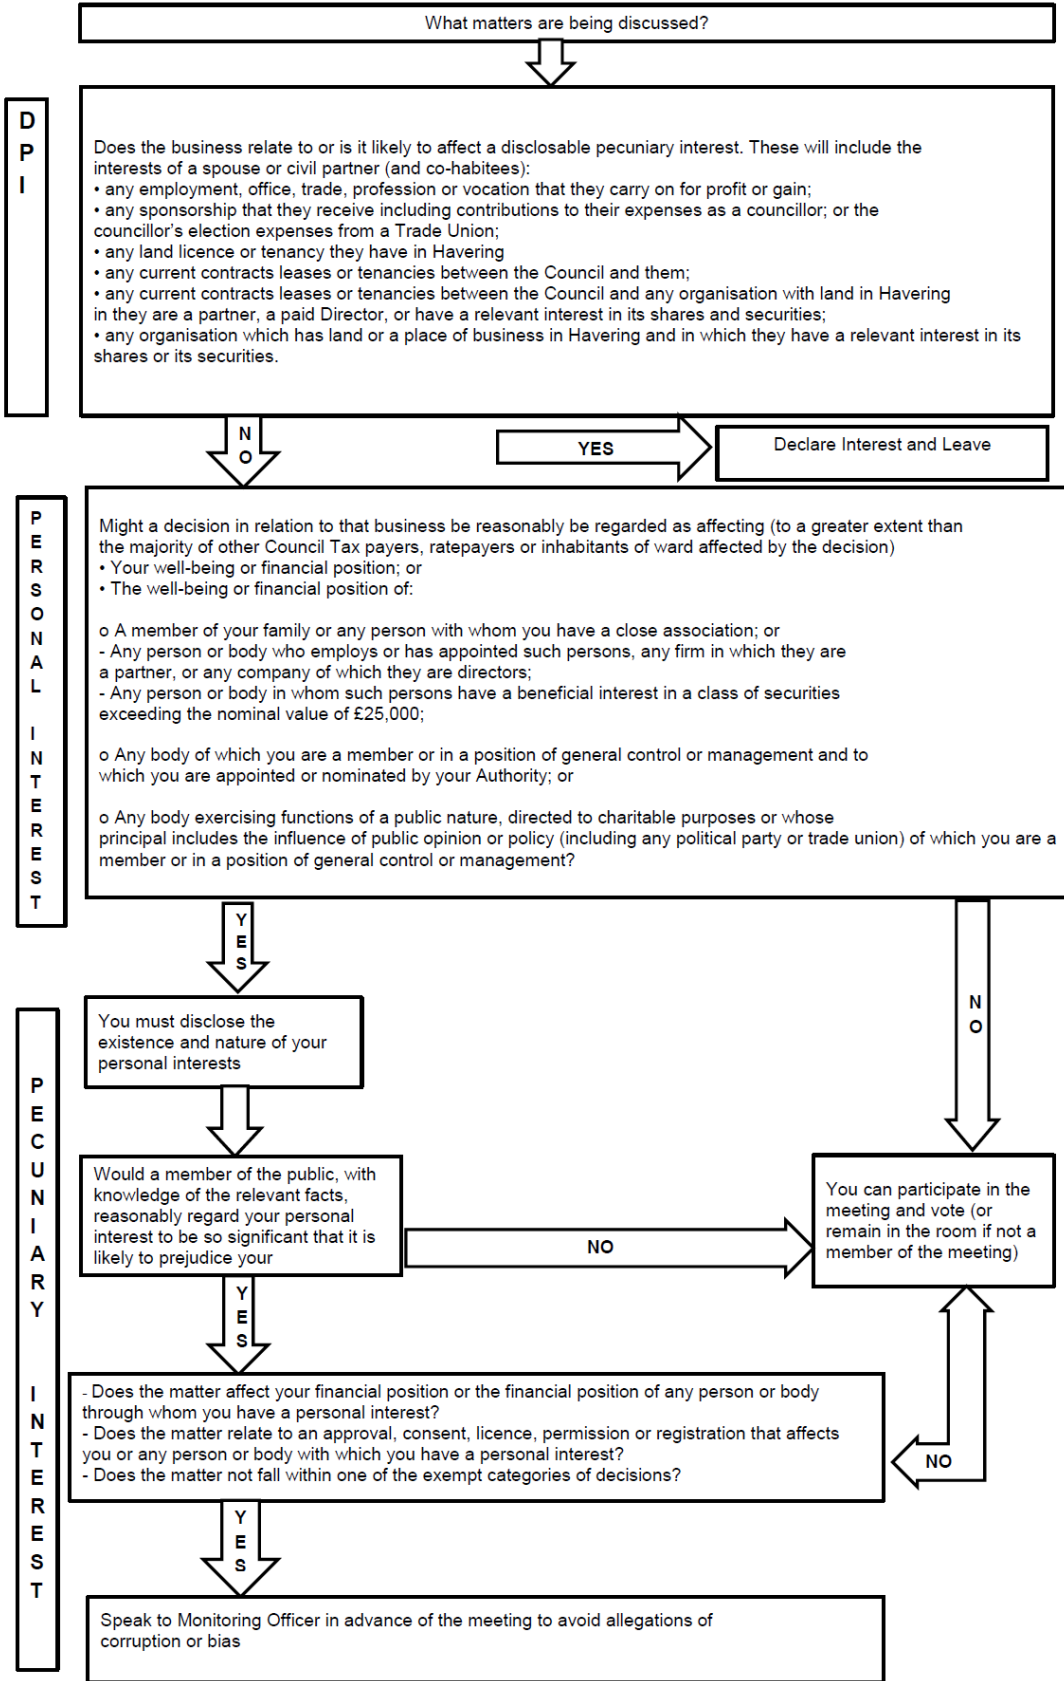 What matters are being discussed?
DPI
Does the business relate to or is it likely to affect a disclosable pecuniary interest. These will include the
interests of a spouse or civil partner (and co-habitees):
• any employment, office, trade, profession or vocation that they carry on for profit or gain;
• any sponsorship that they receive including contributions to their expenses as a councillor; or the
councillor's election expenses from a Trade Union;
• any land licence or tenancy they have in Havering
• any current contracts leases or tenancies between the Council and them;
• any current contracts leases or tenancies between the Council and any organisation with land in Havering
in they are a partner, a paid Director, or have a relevant interest in its shares and securities;
• any organisation which has land or a place of business in Havering and in which they have a relevant interest in its
shares or its securities.
NO
YES
Declare Interest and Leave
PERSONAL INTEREST
Might a decision in relation to that business be reasonably be regarded as affecting (to a greater extent than
the majority of other Council Tax payers, ratepayers or inhabitants of ward affected by the decision)
• Your well-being or financial position; or
• The well-being or financial position of:
o A member of your family or any person with whom you have a close association; or
- Any person or body who employs or has appointed such persons, any firm in which they are
a partner, or any company of which they are directors;
- Any person or body in whom such persons have a beneficial interest in a class of securities
exceeding the nominal value of £25,000;
o Any body of which you are a member or in a position of general control or management and to
which you are appointed or nominated by your Authority; or
o Any body exercising functions of a public nature, directed to charitable purposes or whose
principal includes the influence of public opinion or policy (including any political party or trade union) of which you are a
member or in a position of general control or management?
YES
NO
You must disclose the
existence and nature of your
personal interests
PECUNIARY INTEREST
Would a member of the public, with
knowledge of the relevant facts,
reasonably regard your personal
interest to be so significant that it is
likely to prejudice your
NO
You can participate in the
meeting and vote (or
remain in the room if not a
member of the meeting)
YES
- Does the matter affect your financial position or the financial position of any person or body
through whom you have a personal interest?
- Does the matter relate to an approval, consent, licence, permission or registration that affects
you or any person or body with which you have a personal interest?
- Does the matter not fall within one of the exempt categories of decisions?
NO
YES
Speak to Monitoring Officer in advance of the meeting to avoid allegations of
corruption or bias